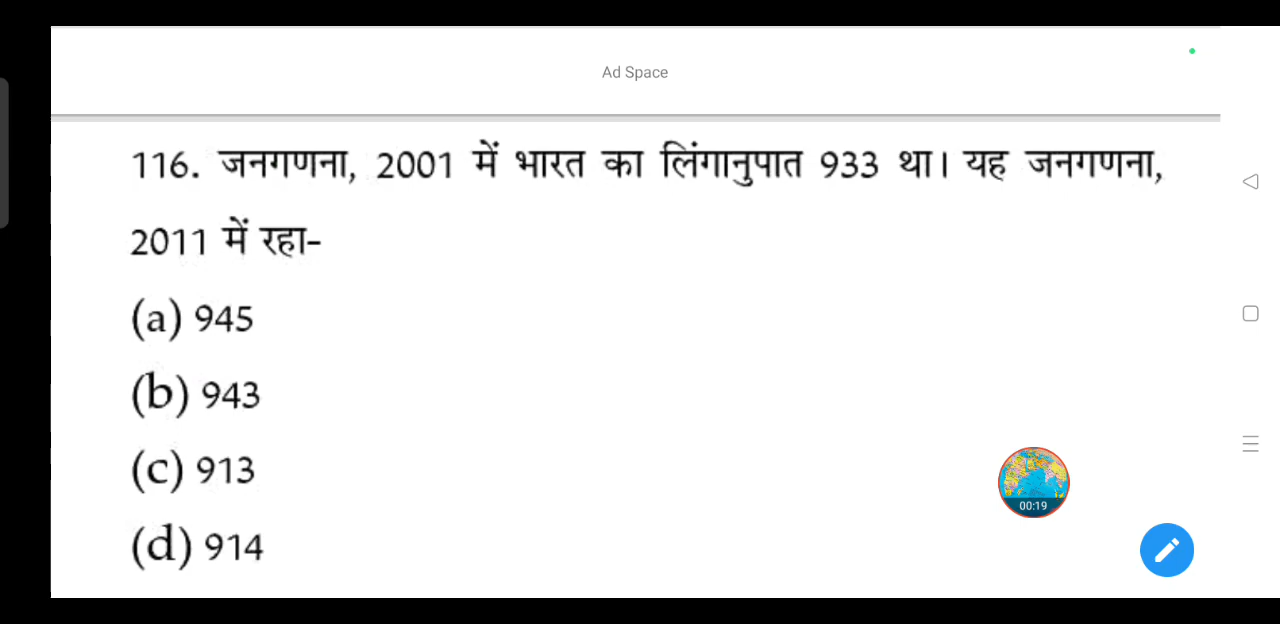 Ad Space
116. जनगणना, 2001 में भारत का लिंगानुपात 933 था। यह जनगणना,
2011 में रहा-
(a) 945
(b) 943
(c) 913
(d) 914
00:19